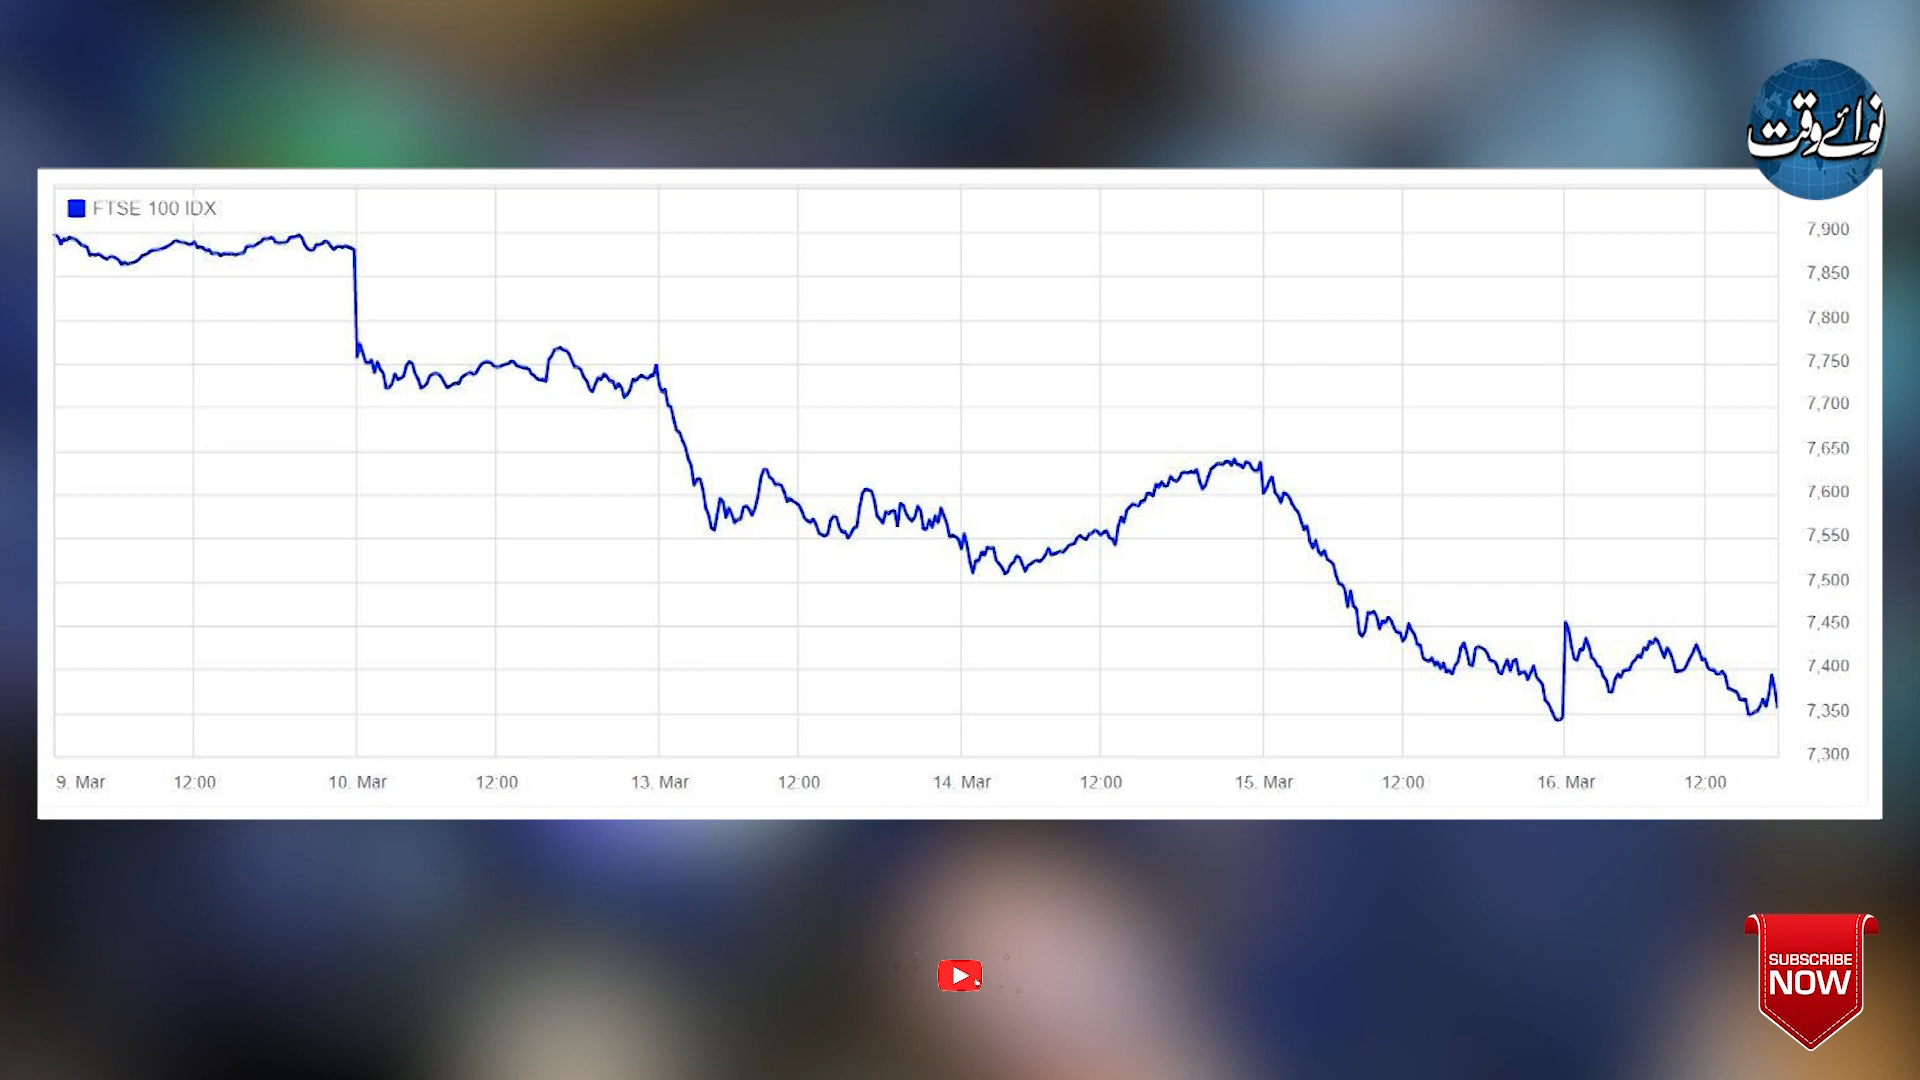 نوائے وقت
FTSE 100 IDX
7,900
7,850
7,800
7,750
7,700
7,650
7,600
7,550
7,500
7,450
7,400
7,350
7,300
9. Mar 12:00 10. Mar 12:00 13. Mar 12:00 14. Mar 12:00 15. Mar 12:00 16. Mar 12:00
SUBSCRIBE
NOW